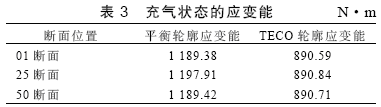 表 3 充气状态的应变能 N·m
断面位置 平衡轮廓应变能 TECO 轮廓应变能
01 断面 1 189.38 890.59
25 断面 1 197.91 890.84
50 断面 1 189.42 890.71